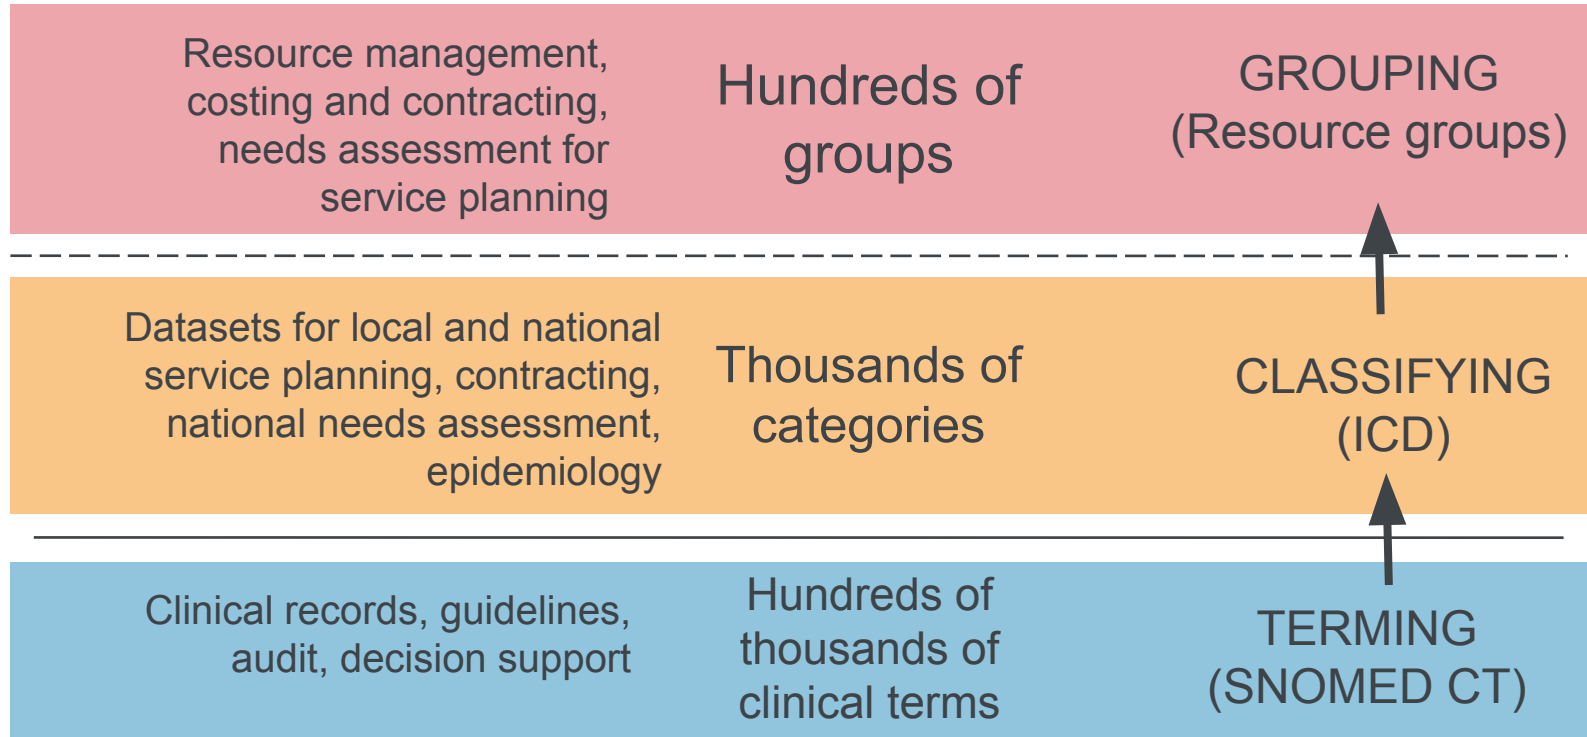 Resource management,
costing and contracting,
needs assessment for
service planning
Hundreds of
groups
GROUPING
(Resource groups)
Datasets for local and national
service planning, contracting,
national needs assessment,
epidemiology
Thousands of
categories
CLASSIFYING
(ICD)
Clinical records, guidelines,
audit, decision support
Hundreds of
thousands of
clinical terms
TERMING
(SNOMED CT)